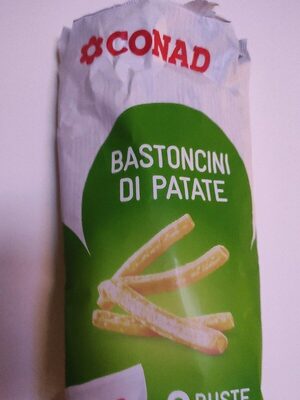 CONAD
BASTONCINI
DI PATATE
BUSTE